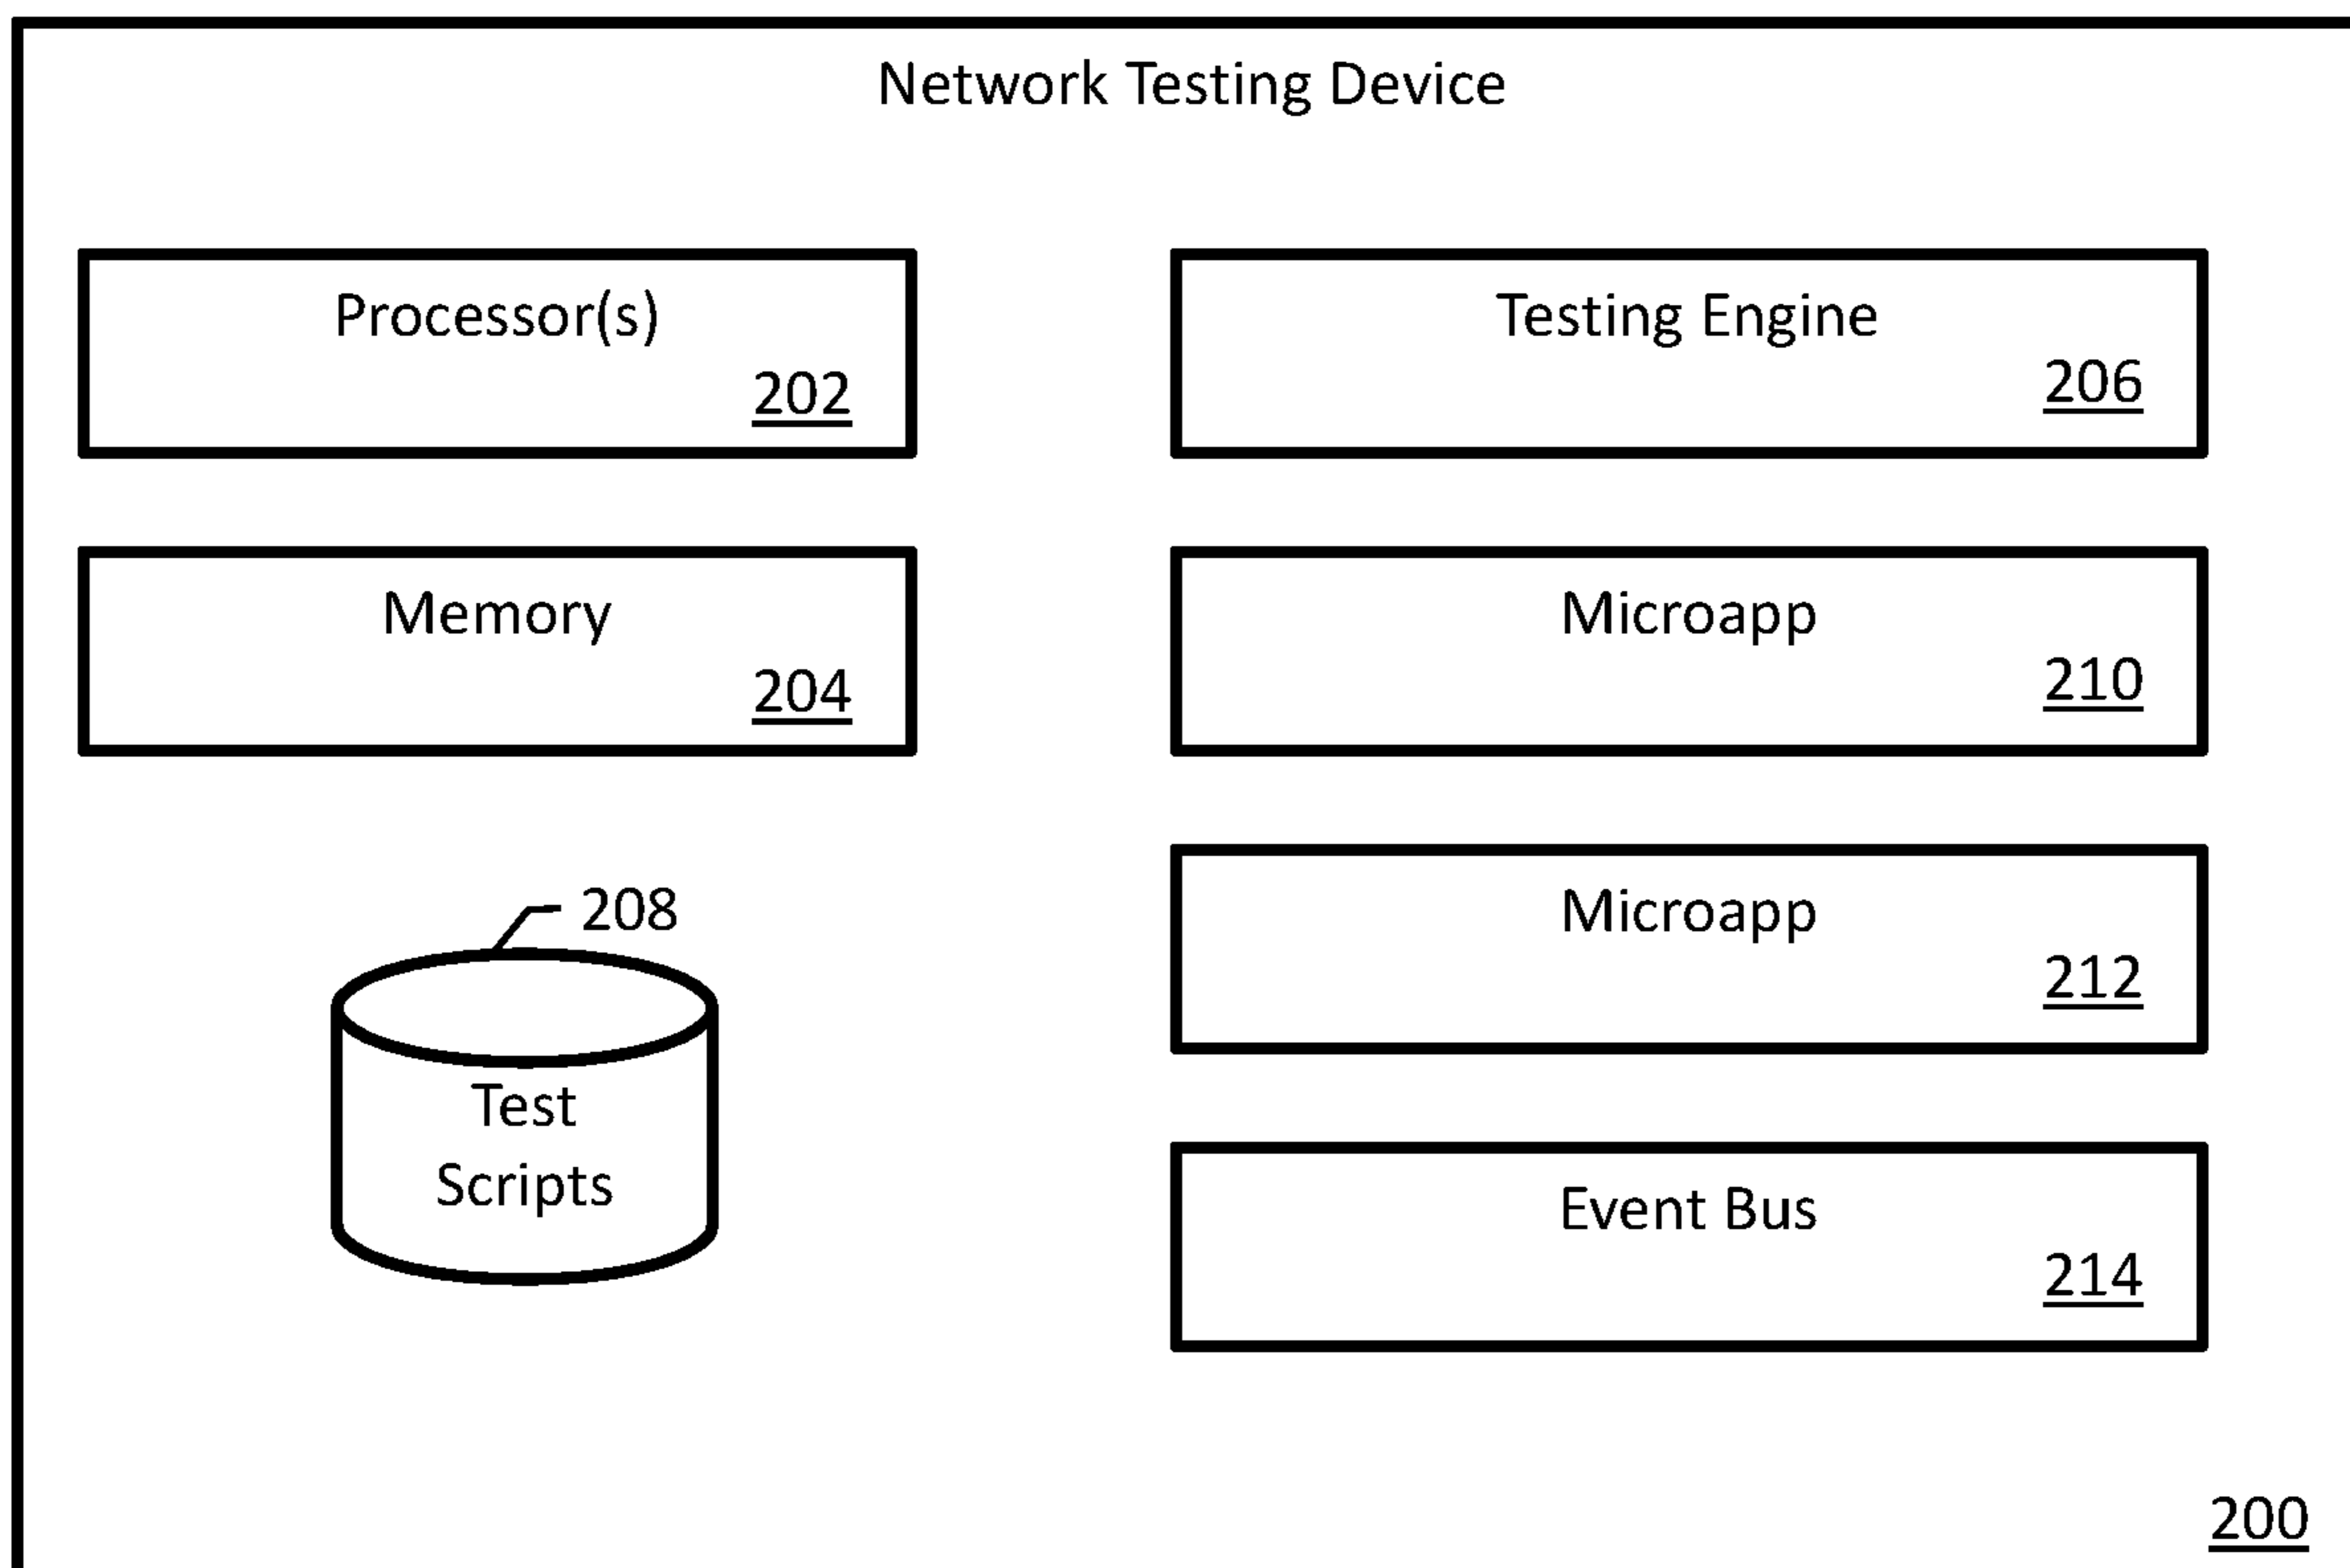 Network Testing Device
Processor(s)
202
Testing Engine
206
Memory
204
Microapp
210
208
Test
Scripts
Microapp
212
Event Bus
214
200